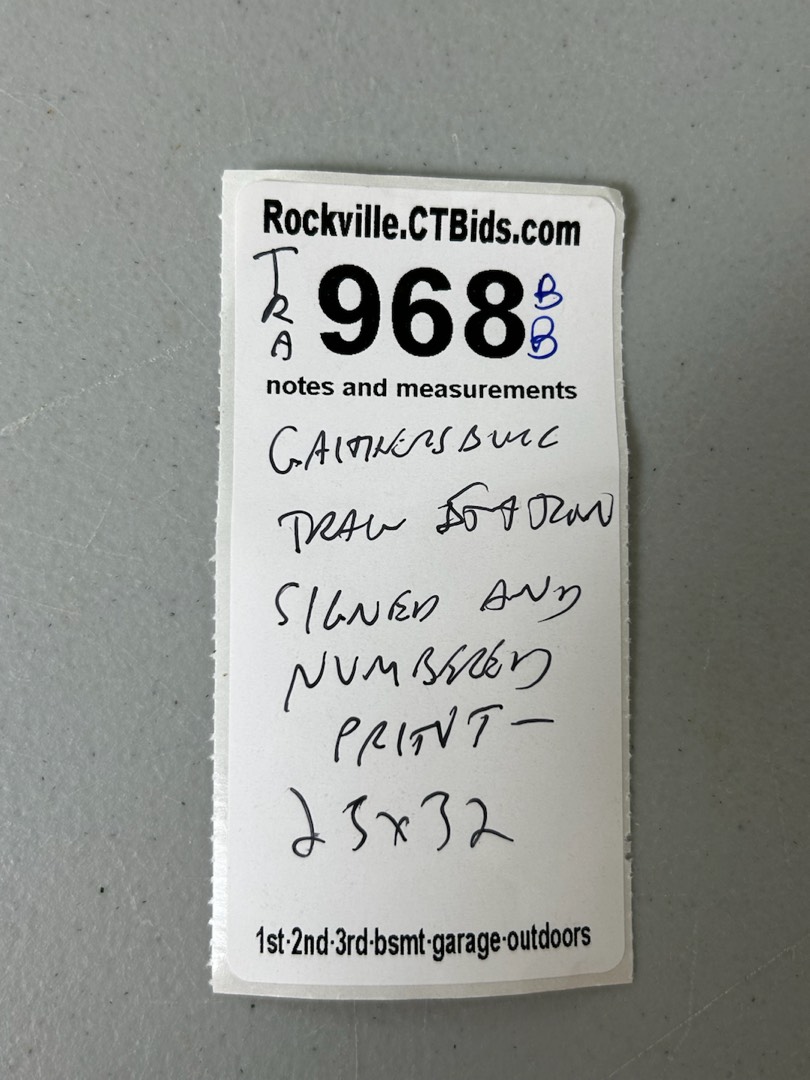 Rockville.CTBids.com
TRA 968 BB
notes and measurements
GAITHERSBURG
TRAIN STATION
SIGNED AND
NUMBERED
PRINT -
23x32
1st·2nd·3rd·bsmt·garage·outdoors